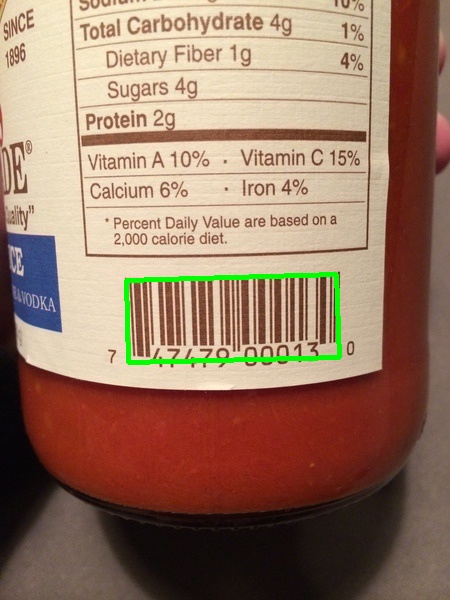 SINCE
1896
10%
Total Carbohydrate 4g 1%
Dietary Fiber 1g 4%
Sugars 4g
Protein 2g
Vitamin A 10% · Vitamin C 15%
Calcium 6% · Iron 4%
* Percent Daily Value are based on a
2,000 calorie diet.
DE®
uality”
CE
& VODKA
7 47479 00013 0